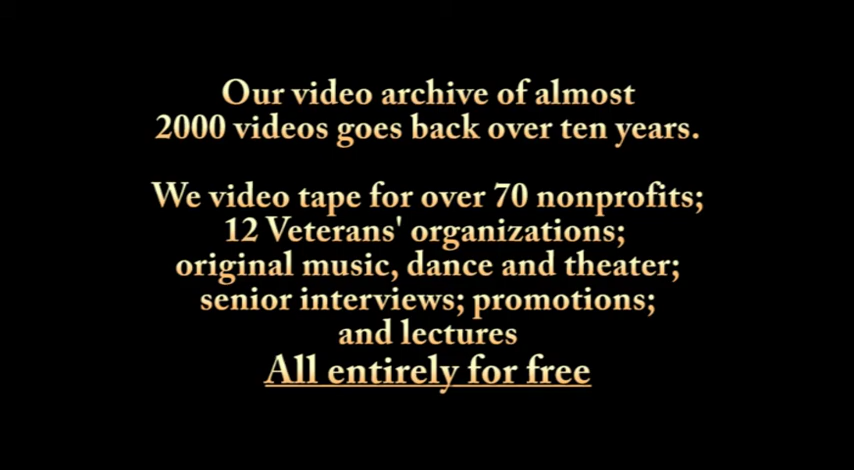 Our video archive of almost
2000 videos goes back over ten years.
We video tape for over 70 nonprofits;
12 Veterans' organizations;
original music, dance and theater;
senior interviews; promotions;
and lectures
All entirely for free